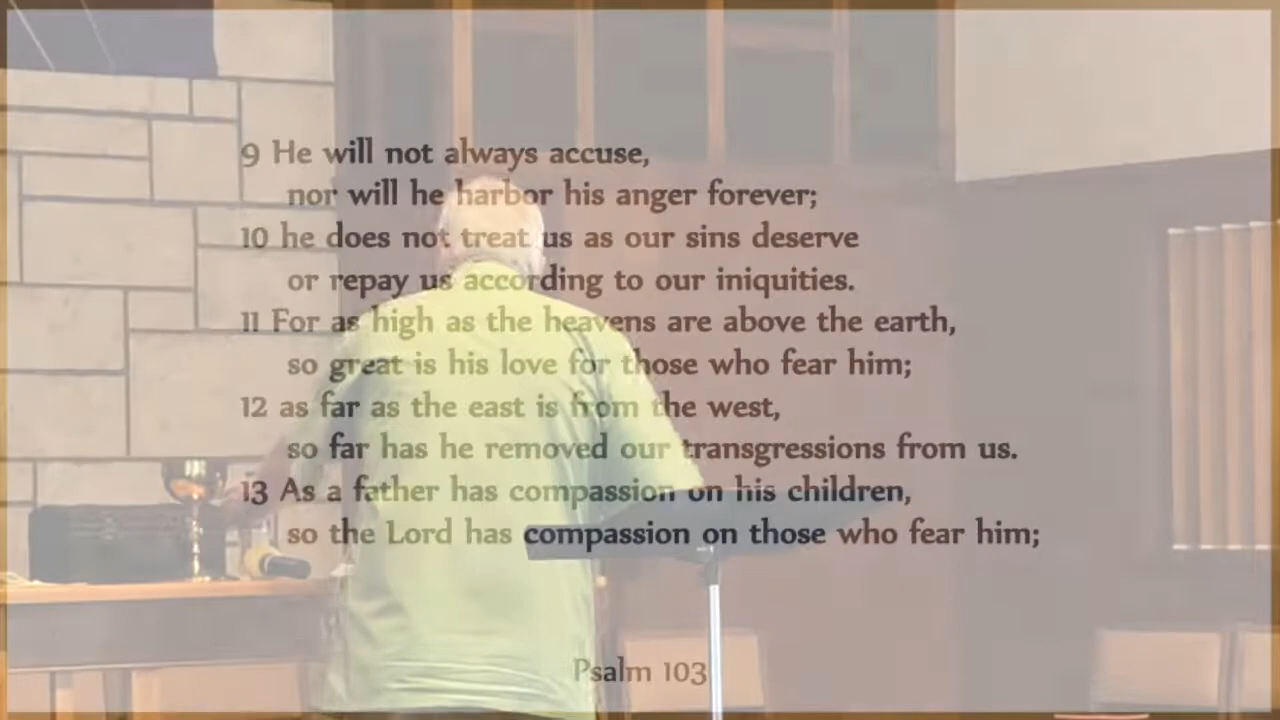 9 He will not always accuse,
nor will he harbor his anger forever;
10 he does not treat us as our sins deserve
or repay us according to our iniquities.
11 For as high as the heavens are above the earth,
so great is his love for those who fear him;
12 as far as the east is from the west,
so far has he removed our transgressions from us.
13 As a father has compassion on his children,
so the Lord has compassion on those who fear him;
Psalm 103